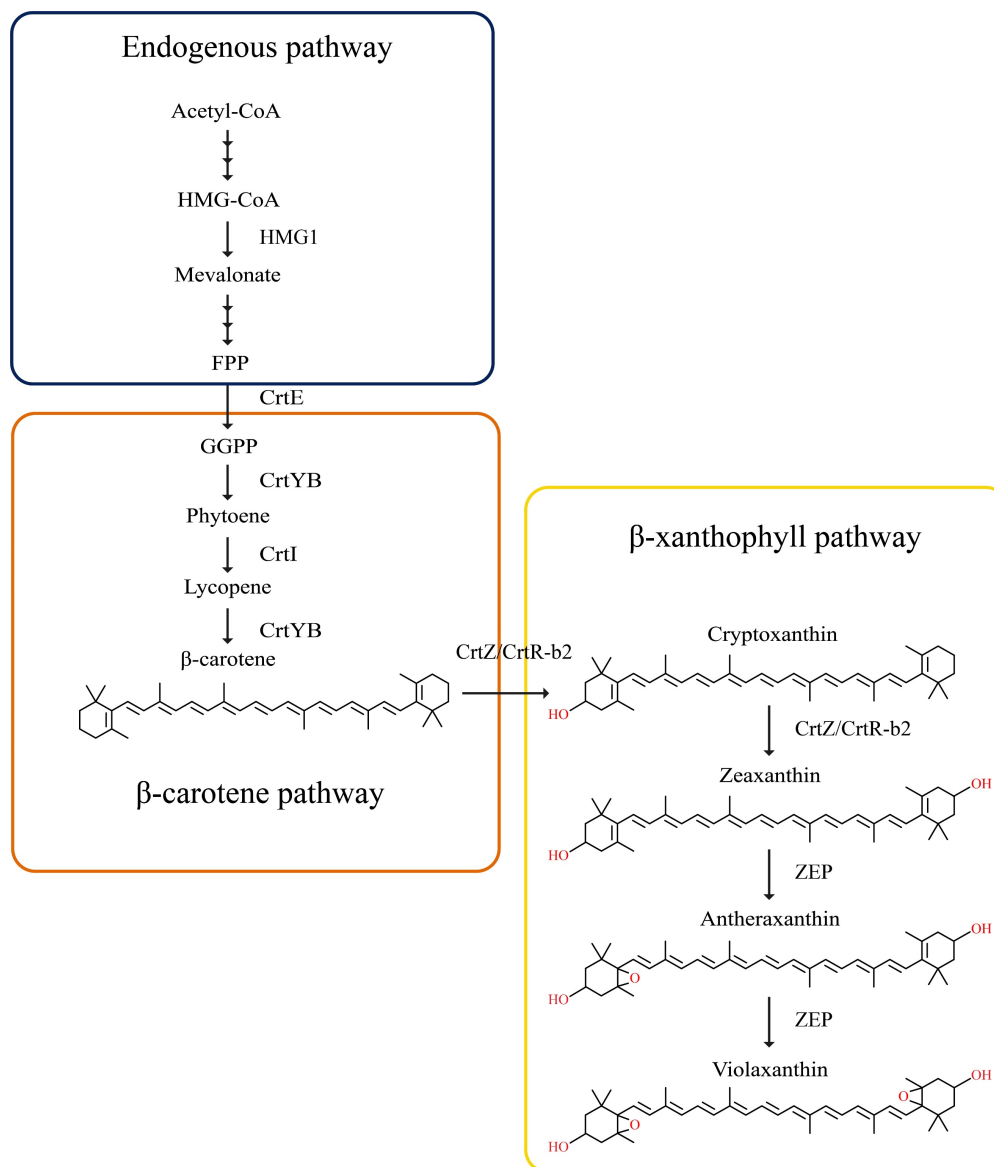 Endogenous pathway
Acetyl-CoA
HMG-CoA
HMG1
Mevalonate
FPP
CrtE
GGPP
CrtYB
Phytoene
CrtI
Lycopene
CrtYB
β-carotene
β-carotene pathway
CrtZ/CrtR-b2
β-xanthophyll pathway
Cryptoxanthin
HO
CrtZ/CrtR-b2
Zeaxanthin
OH
HO
ZEP
Antheraxanthin
OH
O
HO
ZEP
Violaxanthin
OH
O
O
HO